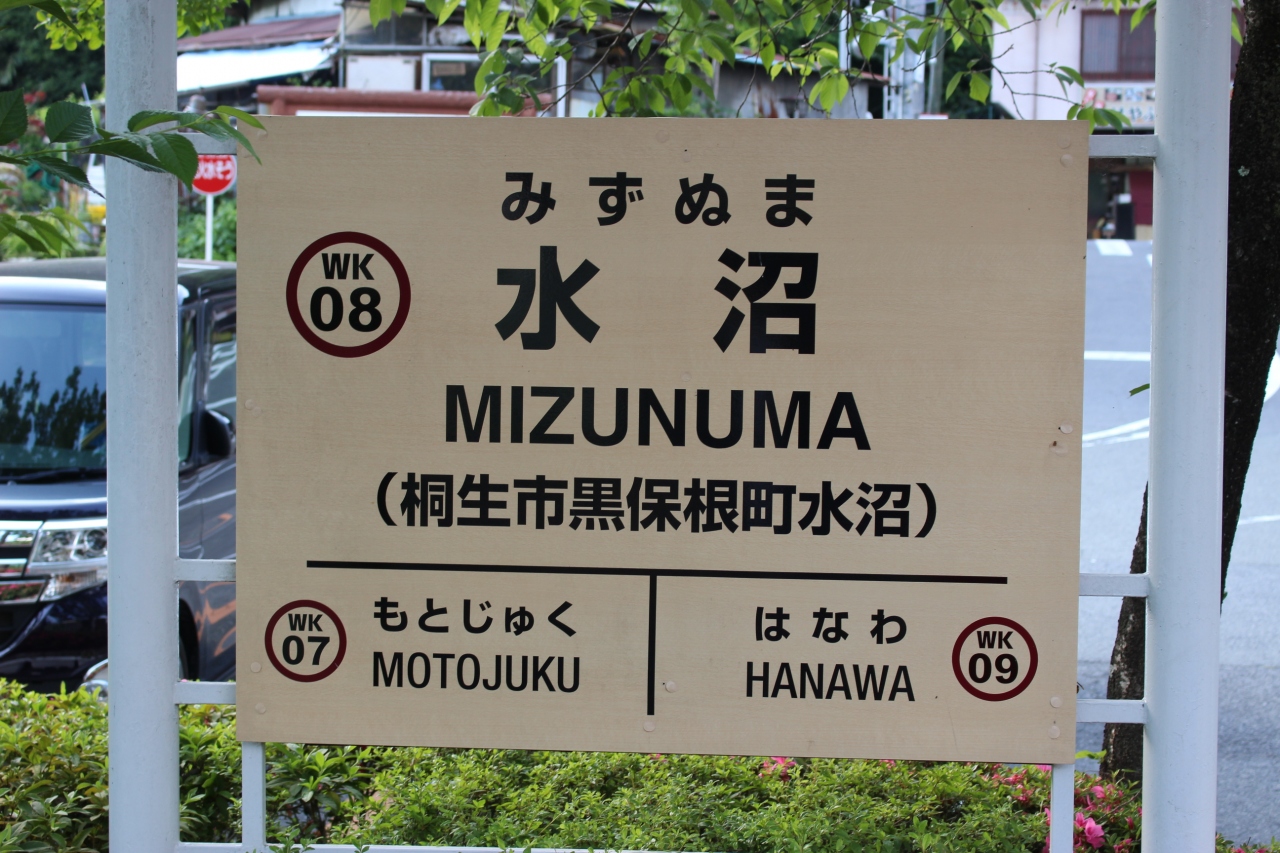 みずぬま
WK
08
水沼
MIZUNUMA
(桐生市黒保根町水沼)
WK
07
もとじゅく
MOTOJUKU
はなわ
HANAWA
WK
09